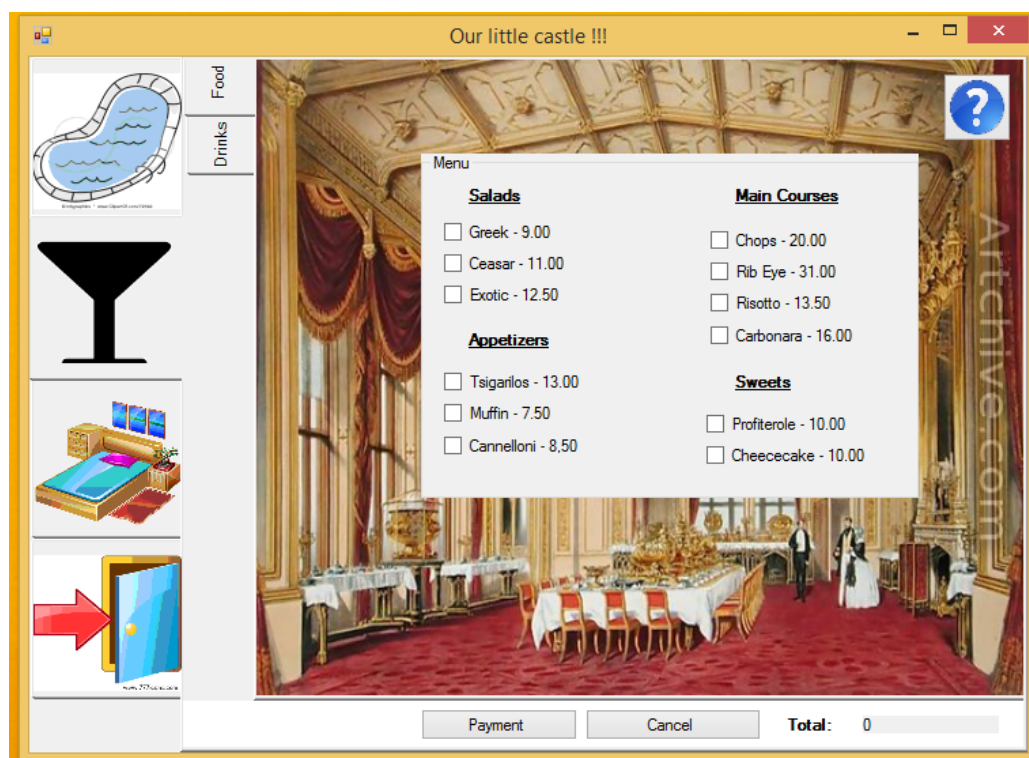 Our little castle !!!
Food
Drinks
Menu
Salads
Greek - 9.00
Ceasar - 11.00
Exotic - 12.50
Appetizers
Tsigarilos - 13.00
Muffin - 7.50
Cannelloni - 8,50
Main Courses
Chops - 20.00
Rib Eye - 31.00
Risotto - 13.50
Carbonara - 16.00
Sweets
Profiterole - 10.00
Cheececake - 10.00
Artchive.com
Payment
Cancel
Total: 0